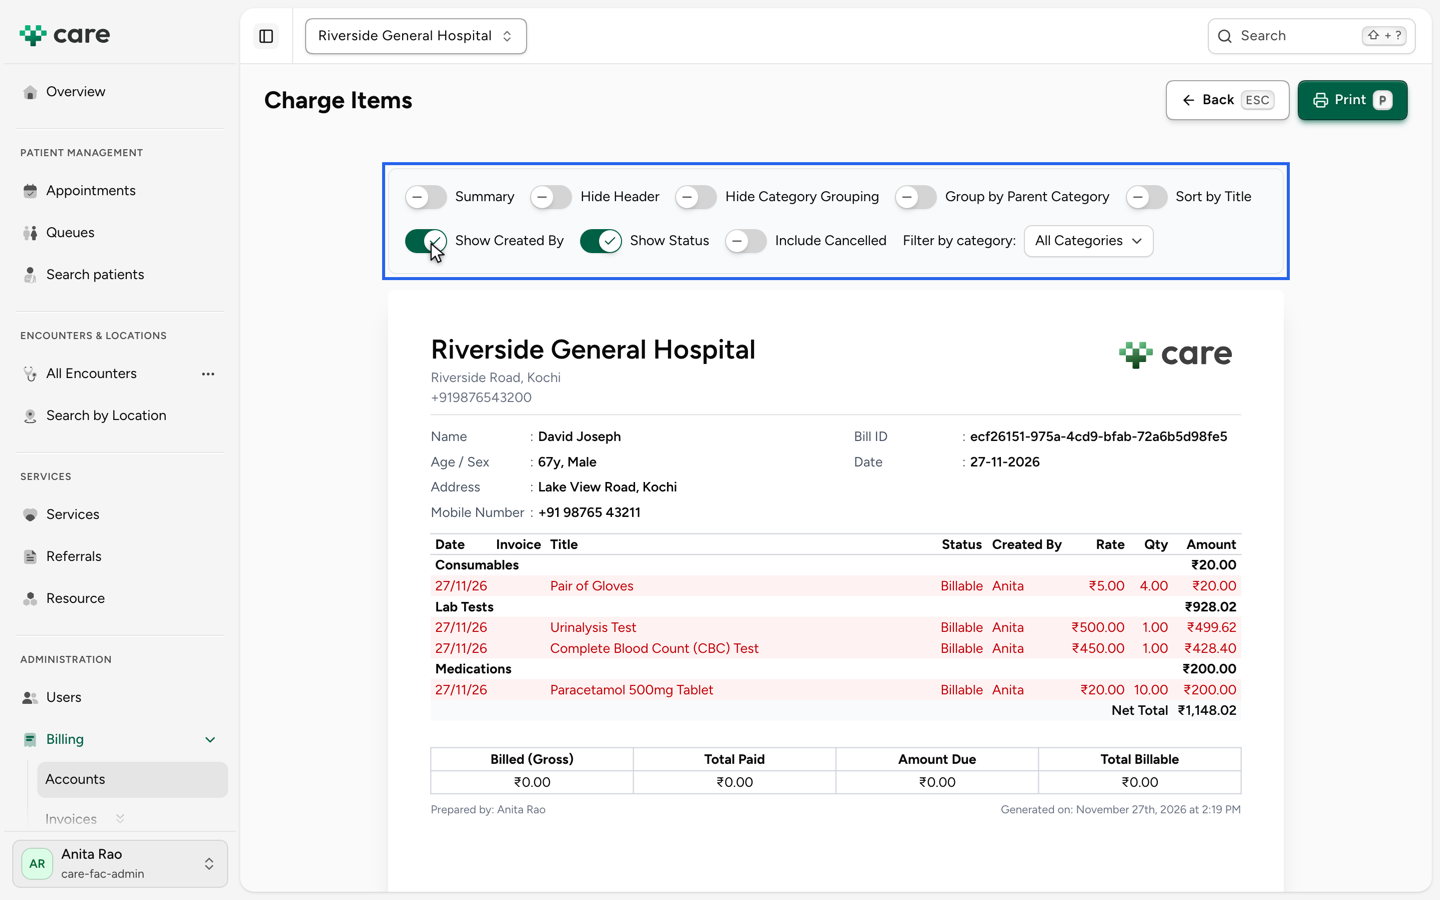 care
Riverside General Hospital
Search
⇧ + ?
Overview
Charge Items
Back ESC
Print P
PATIENT MANAGEMENT
Appointments
Queues
Search patients
ENCOUNTERS & LOCATIONS
All Encounters
Search by Location
SERVICES
Services
Referrals
Resource
ADMINISTRATION
Users
Billing
Accounts
Invoices
AR
Anita Rao
care-fac-admin
Summary Hide Header Hide Category Grouping Group by Parent Category Sort by Title
Show Created By Show Status Include Cancelled Filter by category: All Categories
Riverside General Hospital
care
Riverside Road, Kochi
+919876543200
Name : David Joseph Bill ID : ecf26151-975a-4cd9-bfab-72a6b5d98fe5
Age / Sex : 67y, Male Date : 27-11-2026
Address : Lake View Road, Kochi
Mobile Number : +91 98765 43211
Date Invoice Title Status Created By Rate Qty Amount
Consumables ₹20.00
27/11/26 Pair of Gloves Billable Anita ₹5.00 4.00 ₹20.00
Lab Tests ₹928.02
27/11/26 Urinalysis Test Billable Anita ₹500.00 1.00 ₹499.62
27/11/26 Complete Blood Count (CBC) Test Billable Anita ₹450.00 1.00 ₹428.40
Medications ₹200.00
27/11/26 Paracetamol 500mg Tablet Billable Anita ₹20.00 10.00 ₹200.00
Net Total ₹1,148.02
Billed (Gross) Total Paid Amount Due Total Billable
₹0.00 ₹0.00 ₹0.00 ₹0.00
Prepared by: Anita Rao Generated on: November 27th, 2026 at 2:19 PM